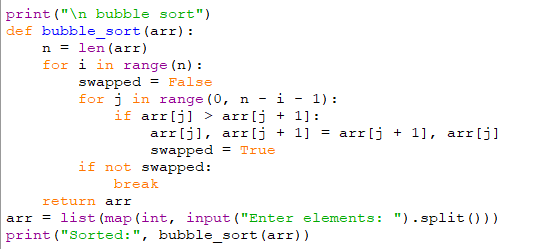 print("\n bubble sort")
def bubble_sort(arr):
    n = len(arr)
    for i in range(n):
        swapped = False
        for j in range(0, n - i - 1):
            if arr[j] > arr[j + 1]:
                arr[j], arr[j + 1] = arr[j + 1], arr[j]
                swapped = True
        if not swapped:
            break
    return arr
arr = list(map(int, input("Enter elements: ").split()))
print("Sorted:", bubble_sort(arr))